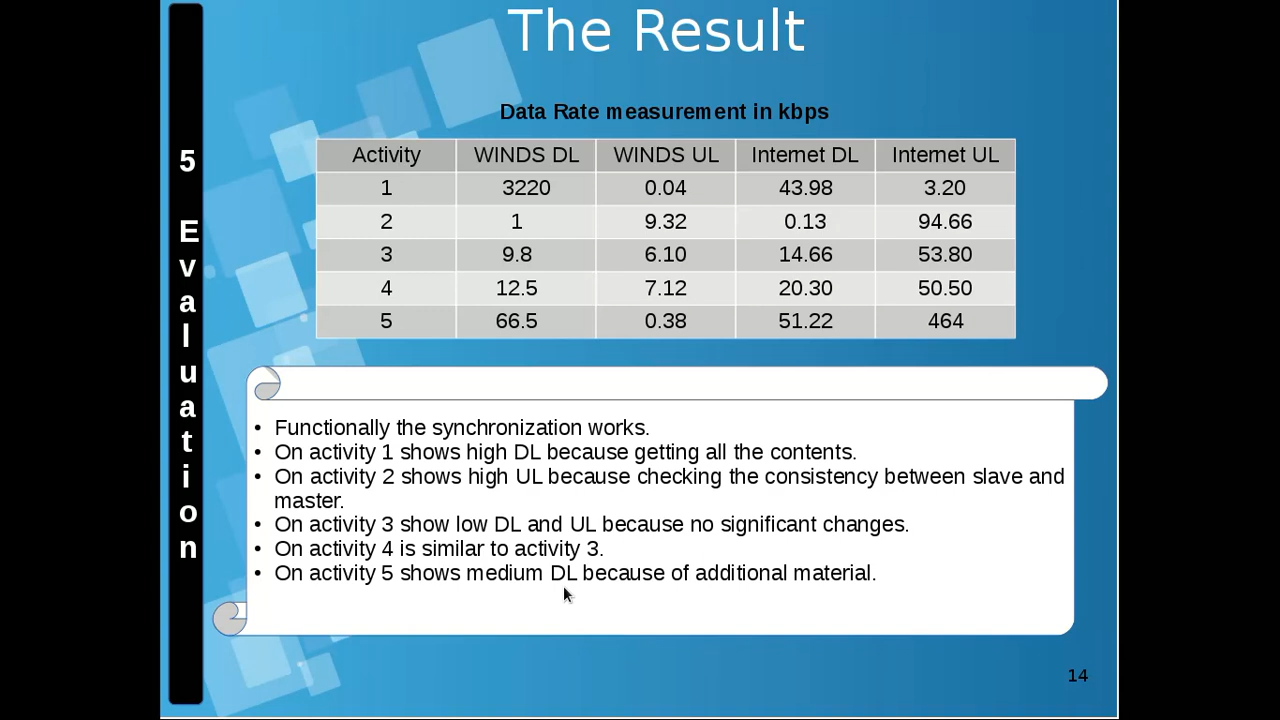 The Result
5 Evaluation
Data Rate measurement in kbps
Activity WINDS DL WINDS UL Internet DL Internet UL
1 3220 0.04 43.98 3.20
2 1 9.32 0.13 94.66
3 9.8 6.10 14.66 53.80
4 12.5 7.12 20.30 50.50
5 66.5 0.38 51.22 464
• Functionally the synchronization works.
• On activity 1 shows high DL because getting all the contents.
• On activity 2 shows high UL because checking the consistency between slave and
master.
• On activity 3 show low DL and UL because no significant changes.
• On activity 4 is similar to activity 3.
• On activity 5 shows medium DL because of additional material.
14